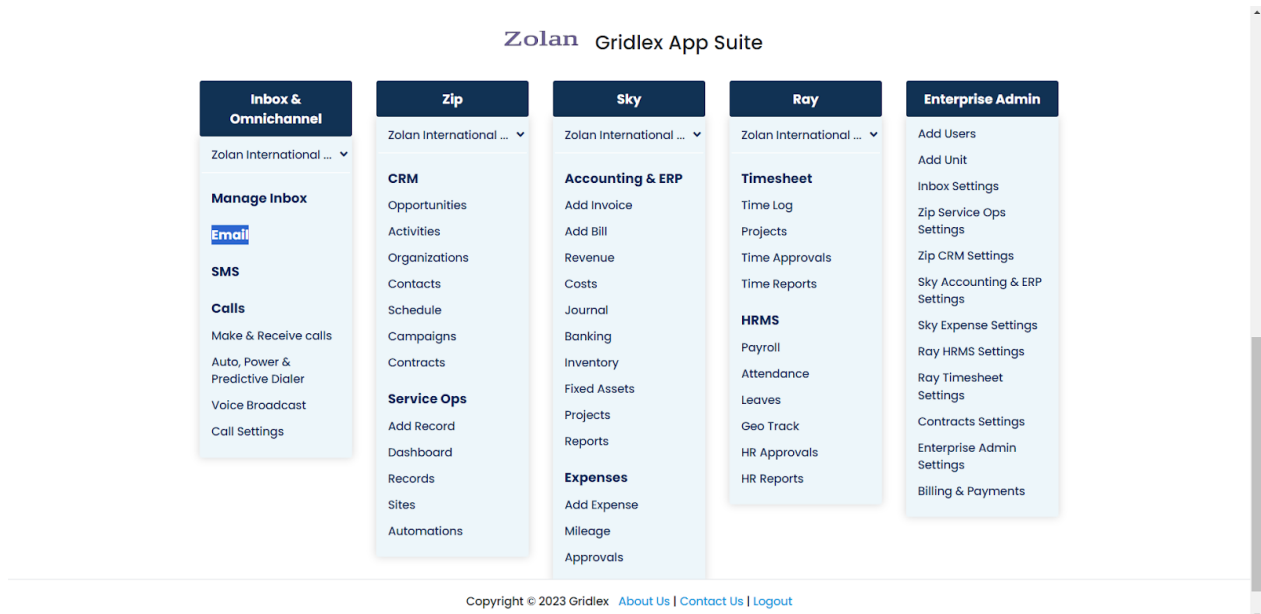 Zolan Gridlex App Suite
Inbox &
Omnichannel
Zolan International ...
Manage Inbox
Email
SMS
Calls
Make & Receive calls
Auto, Power &
Predictive Dialer
Voice Broadcast
Call Settings
Zip
Zolan International ...
CRM
Opportunities
Activities
Organizations
Contacts
Schedule
Campaigns
Contracts
Service Ops
Add Record
Dashboard
Records
Sites
Automations
Sky
Zolan International ...
Accounting & ERP
Add Invoice
Add Bill
Revenue
Costs
Journal
Banking
Inventory
Fixed Assets
Projects
Reports
Expenses
Add Expense
Mileage
Approvals
Ray
Zolan International ...
Timesheet
Time Log
Projects
Time Approvals
Time Reports
HRMS
Payroll
Attendance
Leaves
Geo Track
HR Approvals
HR Reports
Enterprise Admin
Add Users
Add Unit
Inbox Settings
Zip Service Ops
Settings
Zip CRM Settings
Sky Accounting & ERP
Settings
Sky Expense Settings
Ray HRMS Settings
Ray Timesheet
Settings
Contracts Settings
Enterprise Admin
Settings
Billing & Payments
Copyright © 2023 Gridlex About Us | Contact Us | Logout